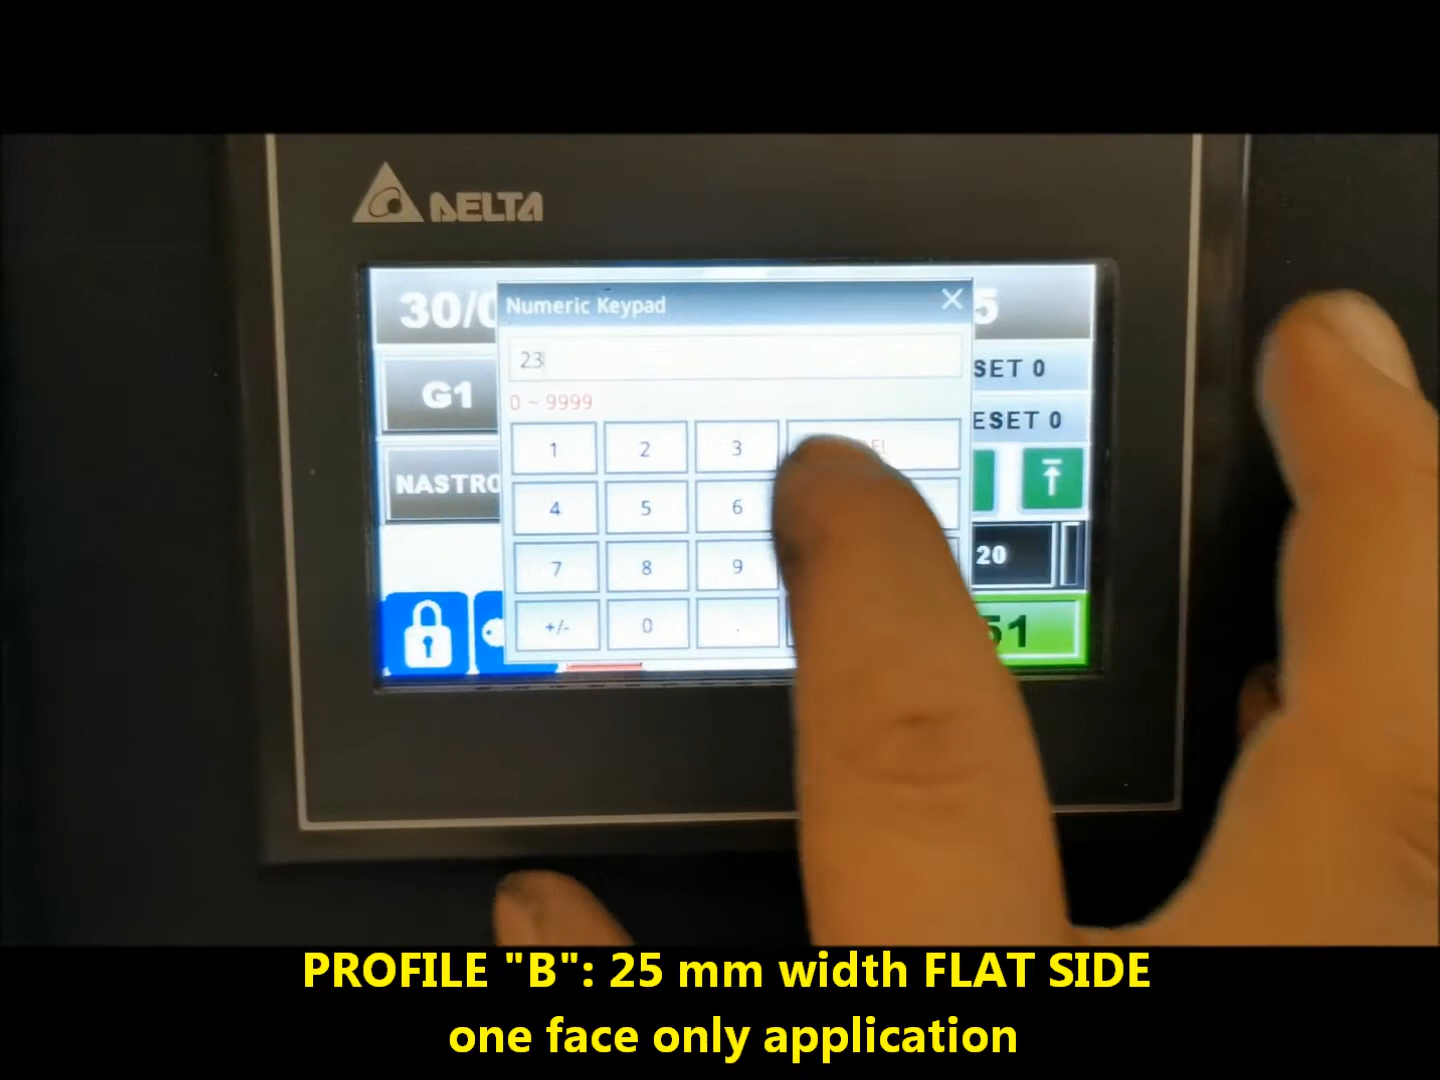 DELTA
30/0
Numeric Keypad
5
23
SET 0
0 ~ 9999
G1
ESET 0
1 2 3
NASTRO
4 5 6
7 8 9
20
+/- 0 .
51
PROFILE "B": 25 mm width FLAT SIDE
one face only application